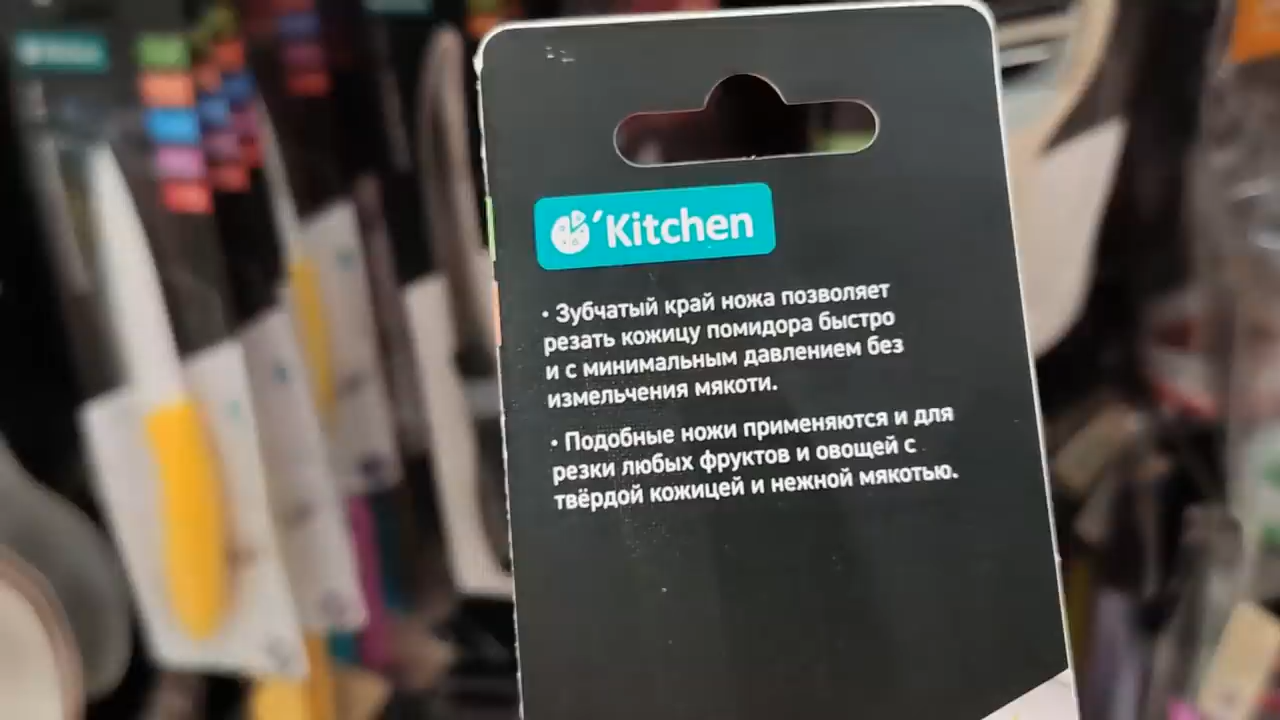 'Kitchen
• Зубчатый край ножа позволяет
резать кожицу помидора быстро
и с минимальным давлением без
измельчения мякоти.
• Подобные ножи применяются и для
резки любых фруктов и овощей с
твёрдой кожицей и нежной мякотью.